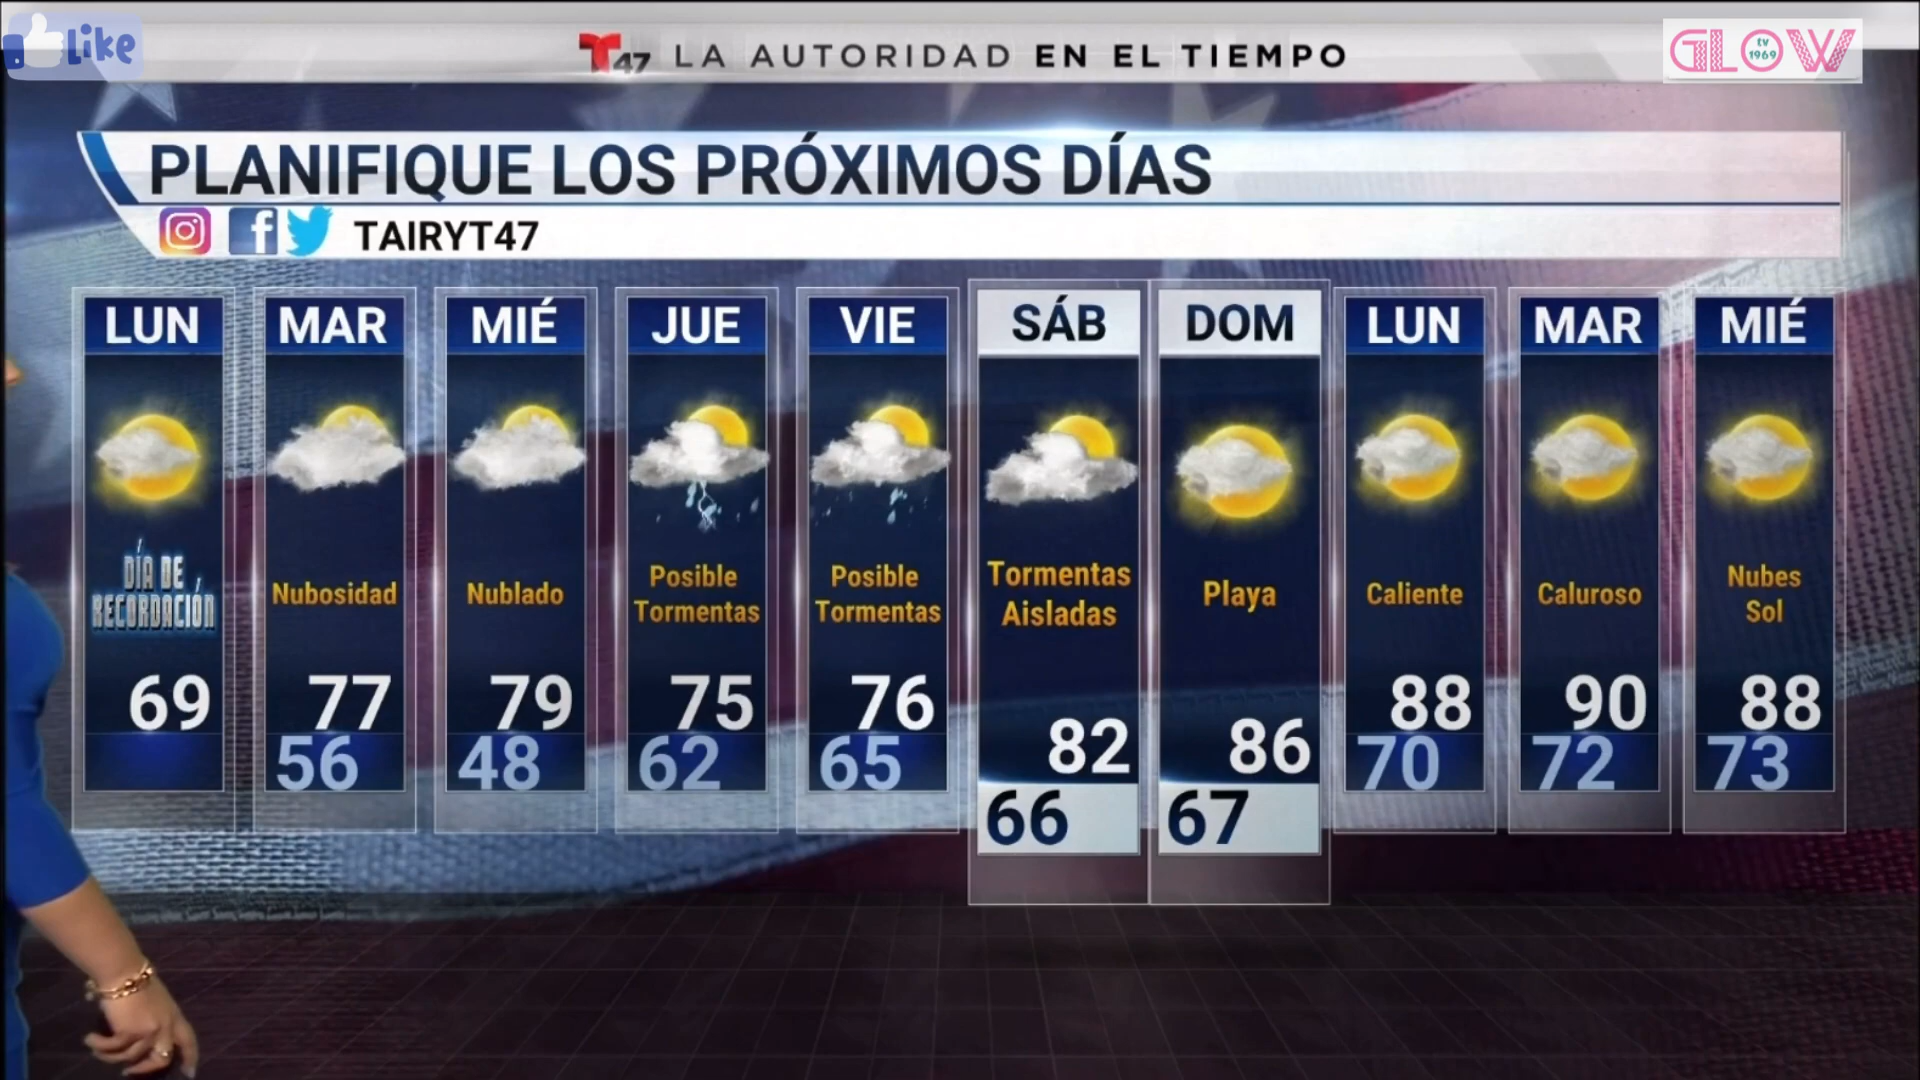 Like
T47 LA AUTORIDAD EN EL TIEMPO
GLOW
tv
1969
PLANIFIQUE LOS PRÓXIMOS DÍAS
TAIRYT47
LUN
DÍA DE
RECORDACIÓN
69
MAR
Nubosidad
77
56
MIÉ
Nublado
79
48
JUE
Posible
Tormentas
75
62
VIE
Posible
Tormentas
76
65
SÁB
Tormentas
Aisladas
82
66
DOM
Playa
86
67
LUN
Caliente
88
70
MAR
Caluroso
90
72
MIÉ
Nubes
Sol
88
73